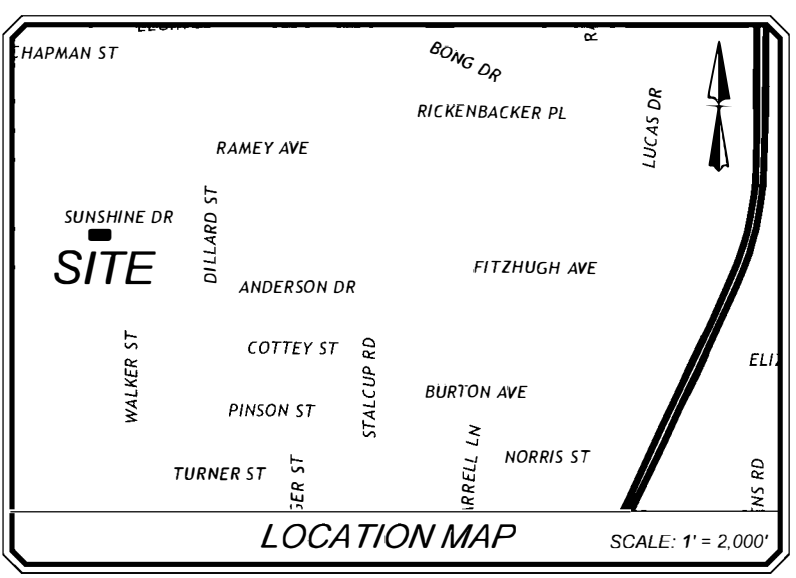 CHAPMAN ST
BONG DR
RICKENBACKER PL
LUCAS DR
RAMEY AVE
SUNSHINE DR
DILLARD ST
SITE
FITZHUGH AVE
ANDERSON DR
COTTEY ST
WALKER ST
STALCUP RD
BURTON AVE
PINSON ST
NORRIS ST
TURNER ST
LOCATION MAP
SCALE: 1' = 2,000'